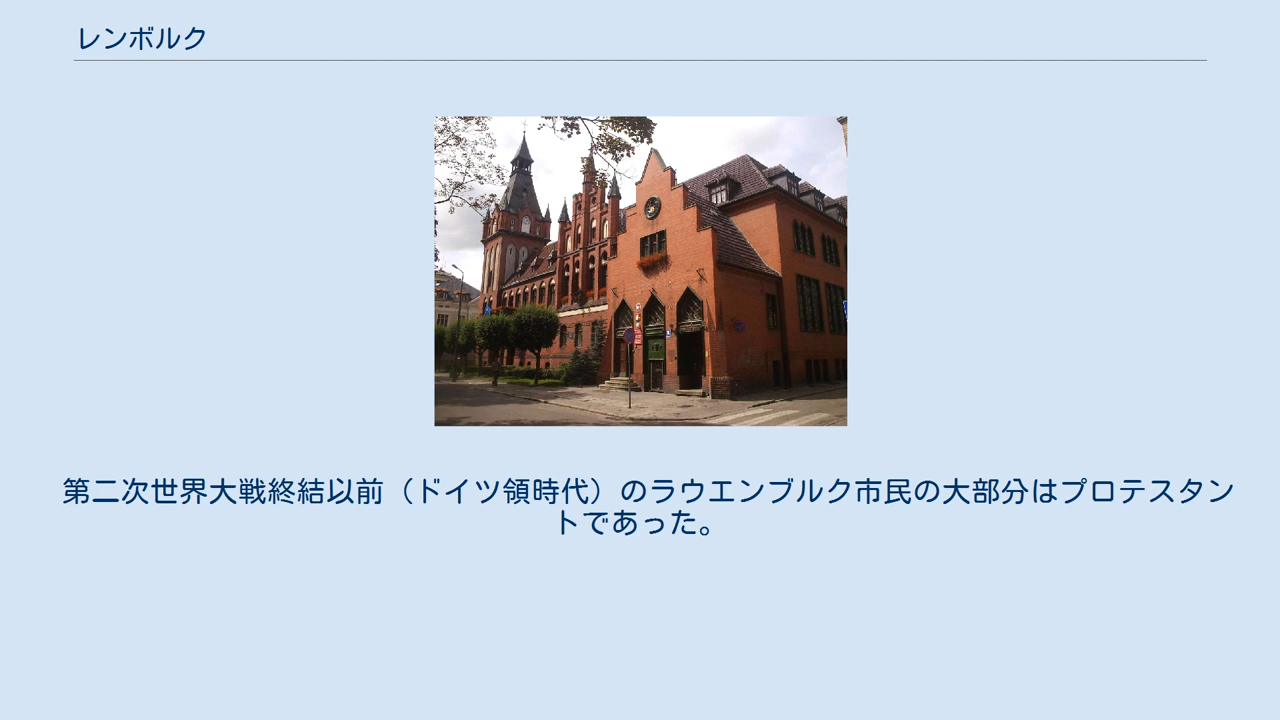 レンボルク
第二次世界大戦終結以前（ドイツ領時代）のラウエンブルク市民の大部分はプロテスタン
トであった。